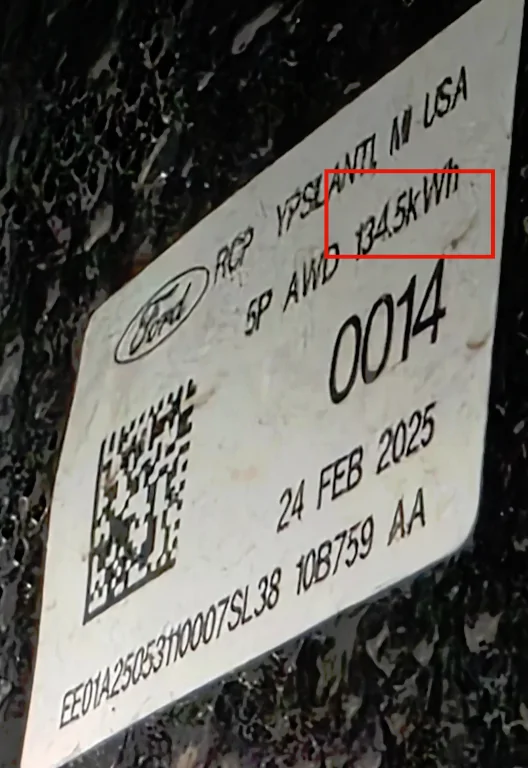 Ford RCP YPSILANTI, MI USA
5P AWD 134.5kWh
0014
24 FEB 2025
EE01A25053110007SL38 10B759 AA